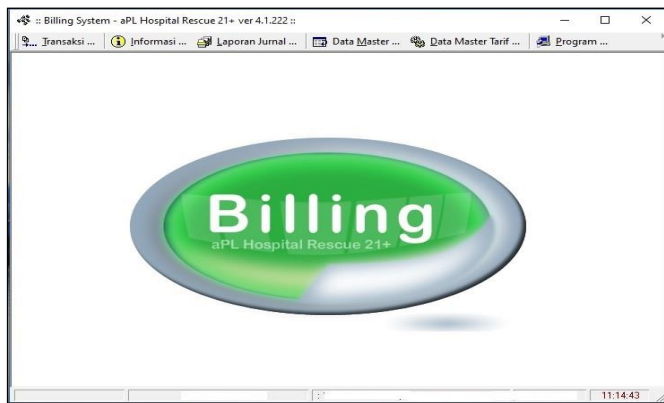 :: Billing System - aPL Hospital Rescue 21+ ver 4.1.222 ::
Transaksi ... Informasi ... Laporan Jurnal ... Data Master ... Data Master Tarif ... Program ...
Billing
aPL Hospital Rescue 21+
11:14:43